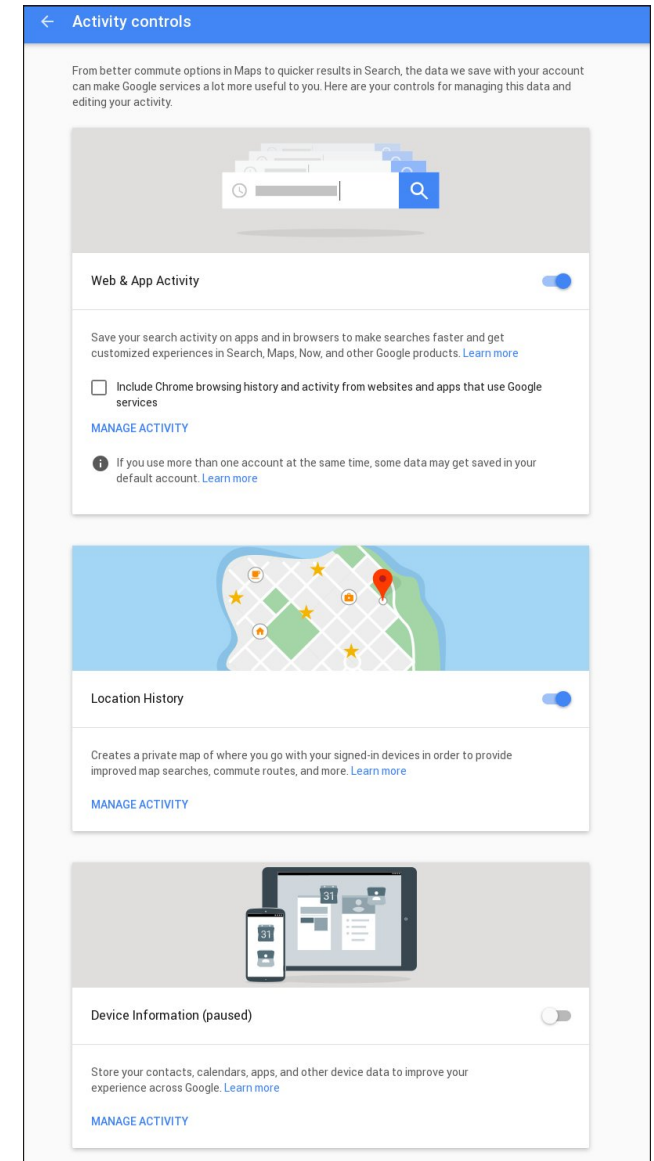 Activity controls
From better commute options in Maps to quicker results in Search, the data we save with your account
can make Google services a lot more useful to you. Here are your controls for managing this data and
editing your activity.
Web & App Activity
Save your search activity on apps and in browsers to make searches faster and get
customized experiences in Search, Maps, Now, and other Google products. Learn more
Include Chrome browsing history and activity from websites and apps that use Google
services
MANAGE ACTIVITY
If you use more than one account at the same time, some data may get saved in your
default account. Learn more
Location History
Creates a private map of where you go with your signed-in devices in order to provide
improved map searches, commute routes, and more. Learn more
MANAGE ACTIVITY
31
31
Device Information (paused)
Store your contacts, calendars, apps, and other device data to improve your
experience across Google. Learn more
MANAGE ACTIVITY